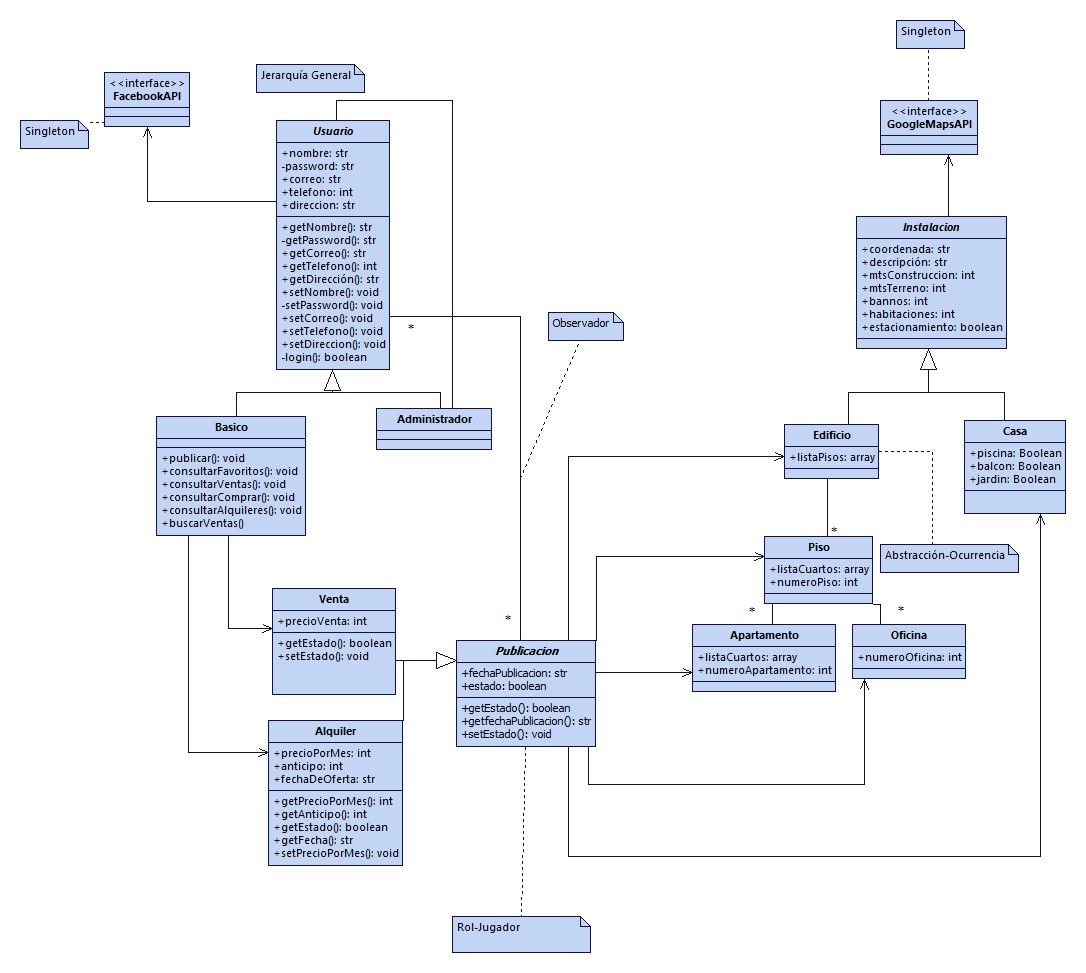 Singleton
<<interface>>
GoogleMapsAPI
Jerarquía General
<<interface>>
FacebookAPI
Singleton
Usuario
+nombre: str
-password: str
+correo: str
+telefono: int
+direccion: str
+getNombre(): str
-getPassword(): str
+getCorreo(): str
+getTelefono(): int
+getDirección(): str
+setNombre(): void
-setPassword(): void
+setCorreo(): void
+setTelefono(): void
+setDireccion(): void
-login(): boolean
*
Instalacion
+coordenada: str
+descripción: str
+mtsConstruccion: int
+mtsTerreno: int
+bannos: int
+habitaciones: int
+estacionamiento: boolean
Observador
Administrador
Basico
+publicar(): void
+consultarFavoritos(): void
+consultarVentas(): void
+consultarComprar(): void
+consultarAlquileres(): void
+buscarVentas()
Edificio
+listaPisos: array
Casa
+piscina: Boolean
+balcon: Boolean
+jardin: Boolean
*
Piso
+listaCuartos: array
+numeroPiso: int
Abstracción-Ocurrencia
*
*
Apartamento
+listaCuartos: array
+numeroApartamento: int
Oficina
+numeroOficina: int
Venta
+precioVenta: int
+getEstado(): boolean
+setEstado(): void
*
Publicacion
+fechaPublicacion: str
+estado: boolean
+getEstado(): boolean
+getfechaPublicacion(): str
+setEstado(): void
Alquiler
+precioPorMes: int
+anticipo: int
+fechaDeOferta: str
+getPrecioPorMes(): int
+getAnticipo(): int
+getEstado(): boolean
+getFecha(): str
+setPrecioPorMes(): void
Rol-Jugador